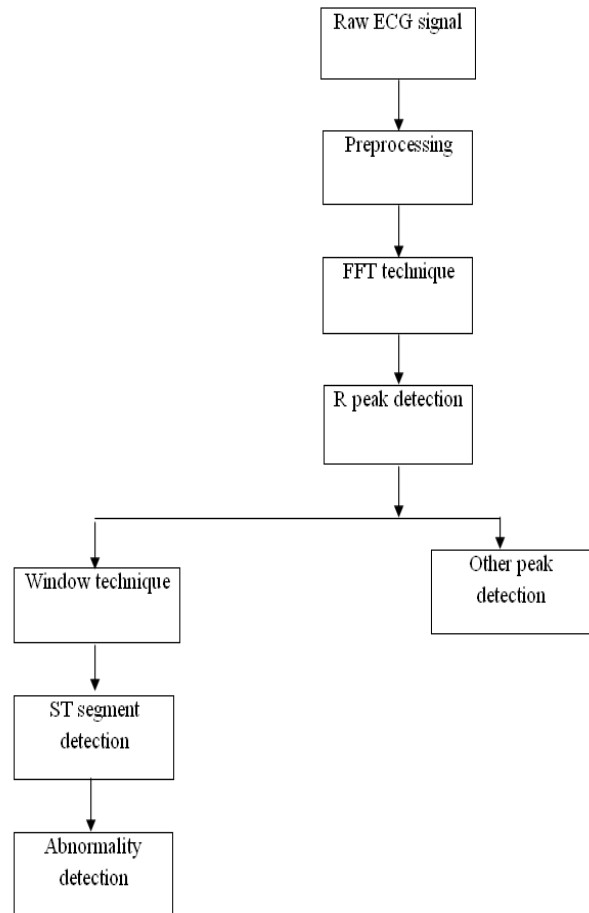 Raw ECG signal
Preprocessing
FFT technique
R peak detection
Window technique
Other peak
detection
ST segment
detection
Abnormality
detection